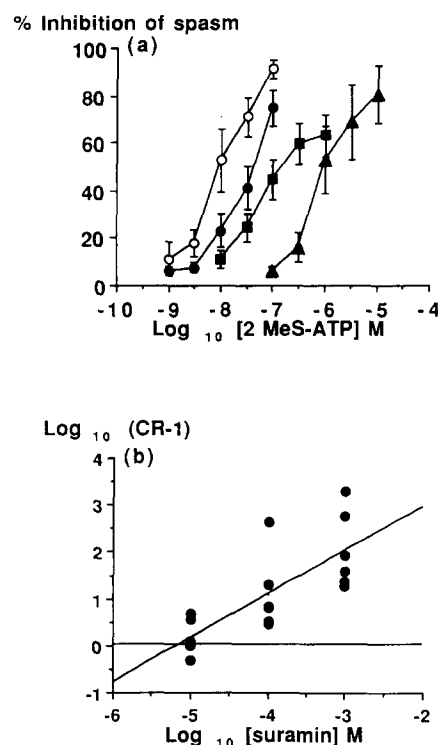 % Inhibition of spasm
(a)
100
80
60
40
20
0
-10 -9 -8 -7 -6 -5 -4
Log 10 [2 MeS-ATP] M
Log 10 (CR-1)
(b)
4
3
2
1
0
-1
-6 -5 -4 -3 -2
Log 10 [suramin] M